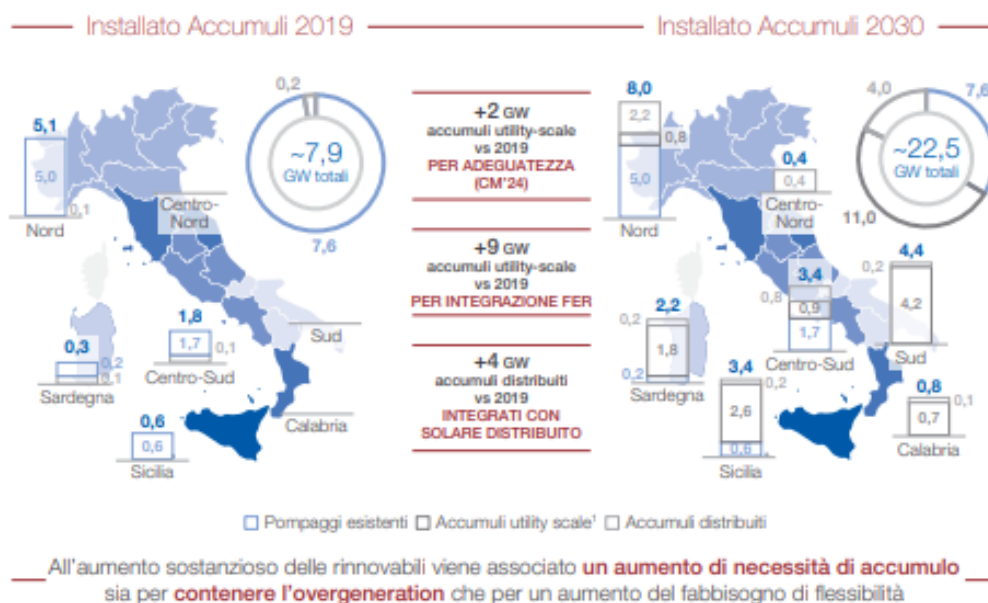 Installato Accumuli 2019
Installato Accumuli 2030
5,1
5,0
0,1
Nord
0,2
~7,9
GW totali
7,6
Centro-
Nord
1,8
1,7
0,1
Centro-Sud
Sud
0,3
0,2
0,1
Sardegna
0,6
0,6
Sicilia
Calabria
+2 GW
accumuli utility-scale
vs 2019
PER ADEGUATEZZA
(CM'24)
+9 GW
accumuli utility-scale
vs 2019
PER INTEGRAZIONE FER
+4 GW
accumuli distribuiti
vs 2019
INTEGRATI CON
SOLARE DISTRIBUITO
8,0
2,2
0,8
5,0
Nord
0,4
0,4
Centro-
Nord
4,0
7,6
~22,5
GW totali
11,0
3,4
0,8
0,9
1,7
Centro-Sud
4,4
0,2
4,2
Sud
2,2
0,2
1,8
0,2
Sardegna
3,4
0,2
2,6
0,6
Sicilia
0,8
0,1
0,7
Calabria
Pompaggi esistenti Accumuli utility scale¹ Accumuli distribuiti
All'aumento sostanzioso delle rinnovabili viene associato un aumento di necessità di accumulo
sia per contenere l'overgeneration che per un aumento del fabbisogno di flessibilità